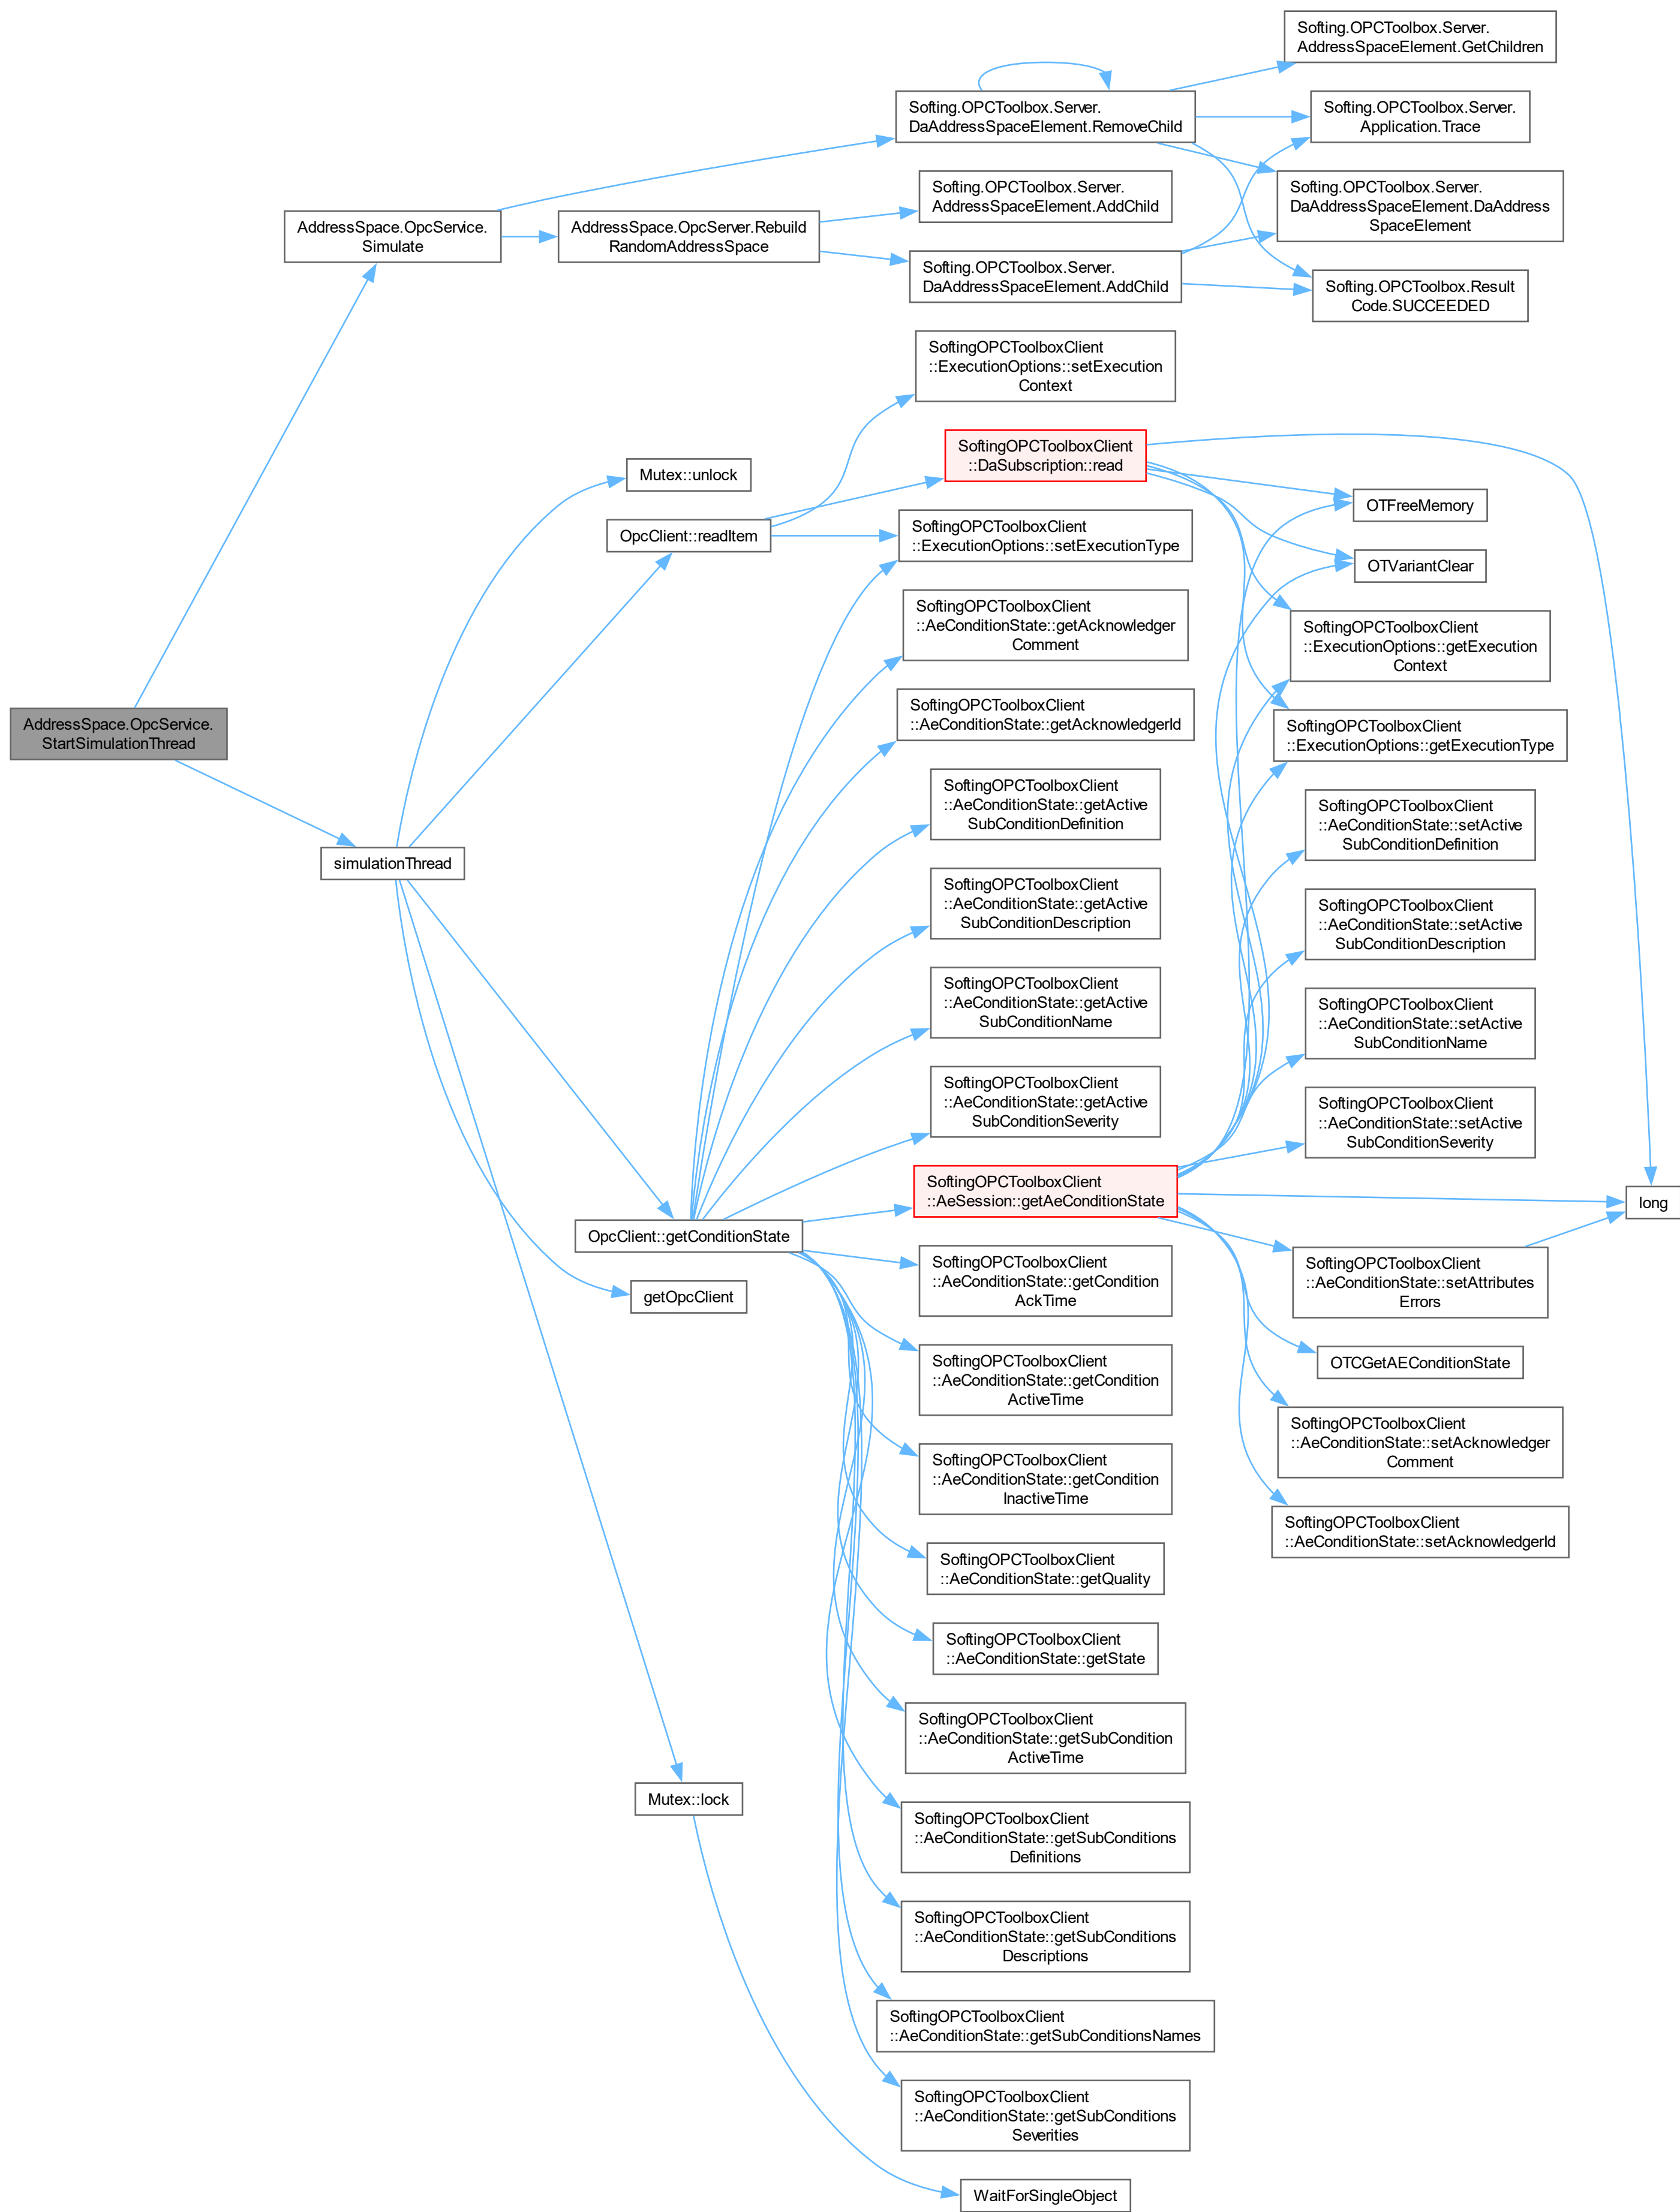 Softing.OPCToolbox.Server.
AddressSpaceElement.GetChildren
Softing.OPCToolbox.Server.
DaAddressSpaceElement.RemoveChild
Softing.OPCToolbox.Server.
Application.Trace
Softing.OPCToolbox.Server.
AddressSpaceElement.AddChild
Softing.OPCToolbox.Server.
DaAddressSpaceElement.DaAddress
SpaceElement
AddressSpace.OpcService.
Simulate
AddressSpace.OpcServer.Rebuild
RandomAddressSpace
Softing.OPCToolbox.Server.
DaAddressSpaceElement.AddChild
Softing.OPCToolbox.Result
Code.SUCCEEDED
SoftingOPCToolboxClient
::ExecutionOptions::setExecution
Context
SoftingOPCToolboxClient
::DaSubscription::read
Mutex::unlock
OTFreeMemory
OpcClient::readItem
SoftingOPCToolboxClient
::ExecutionOptions::setExecutionType
OTVariantClear
SoftingOPCToolboxClient
::AeConditionState::getAcknowledger
Comment
SoftingOPCToolboxClient
::ExecutionOptions::getExecution
Context
AddressSpace.OpcService.
StartSimulationThread
SoftingOPCToolboxClient
::AeConditionState::getAcknowledgerId
SoftingOPCToolboxClient
::ExecutionOptions::getExecutionType
SoftingOPCToolboxClient
::AeConditionState::getActive
SubConditionDefinition
SoftingOPCToolboxClient
::AeConditionState::setActive
SubConditionDefinition
simulationThread
SoftingOPCToolboxClient
::AeConditionState::getActive
SubConditionDescription
SoftingOPCToolboxClient
::AeConditionState::setActive
SubConditionDescription
SoftingOPCToolboxClient
::AeConditionState::getActive
SubConditionName
SoftingOPCToolboxClient
::AeConditionState::setActive
SubConditionName
SoftingOPCToolboxClient
::AeConditionState::getActive
SubConditionSeverity
SoftingOPCToolboxClient
::AeConditionState::setActive
SubConditionSeverity
SoftingOPCToolboxClient
::AeSession::getAeConditionState
long
OpcClient::getConditionState
SoftingOPCToolboxClient
::AeConditionState::getCondition
AckTime
SoftingOPCToolboxClient
::AeConditionState::setAttributes
Errors
getOpcClient
SoftingOPCToolboxClient
::AeConditionState::getCondition
ActiveTime
OTCGetAEConditionState
SoftingOPCToolboxClient
::AeConditionState::setAcknowledger
Comment
SoftingOPCToolboxClient
::AeConditionState::getCondition
InactiveTime
SoftingOPCToolboxClient
::AeConditionState::setAcknowledgerId
SoftingOPCToolboxClient
::AeConditionState::getQuality
SoftingOPCToolboxClient
::AeConditionState::getState
SoftingOPCToolboxClient
::AeConditionState::getSubCondition
ActiveTime
Mutex::lock
SoftingOPCToolboxClient
::AeConditionState::getSubConditions
Definitions
SoftingOPCToolboxClient
::AeConditionState::getSubConditions
Descriptions
SoftingOPCToolboxClient
::AeConditionState::getSubConditionsNames
SoftingOPCToolboxClient
::AeConditionState::getSubConditions
Severities
WaitForSingleObject